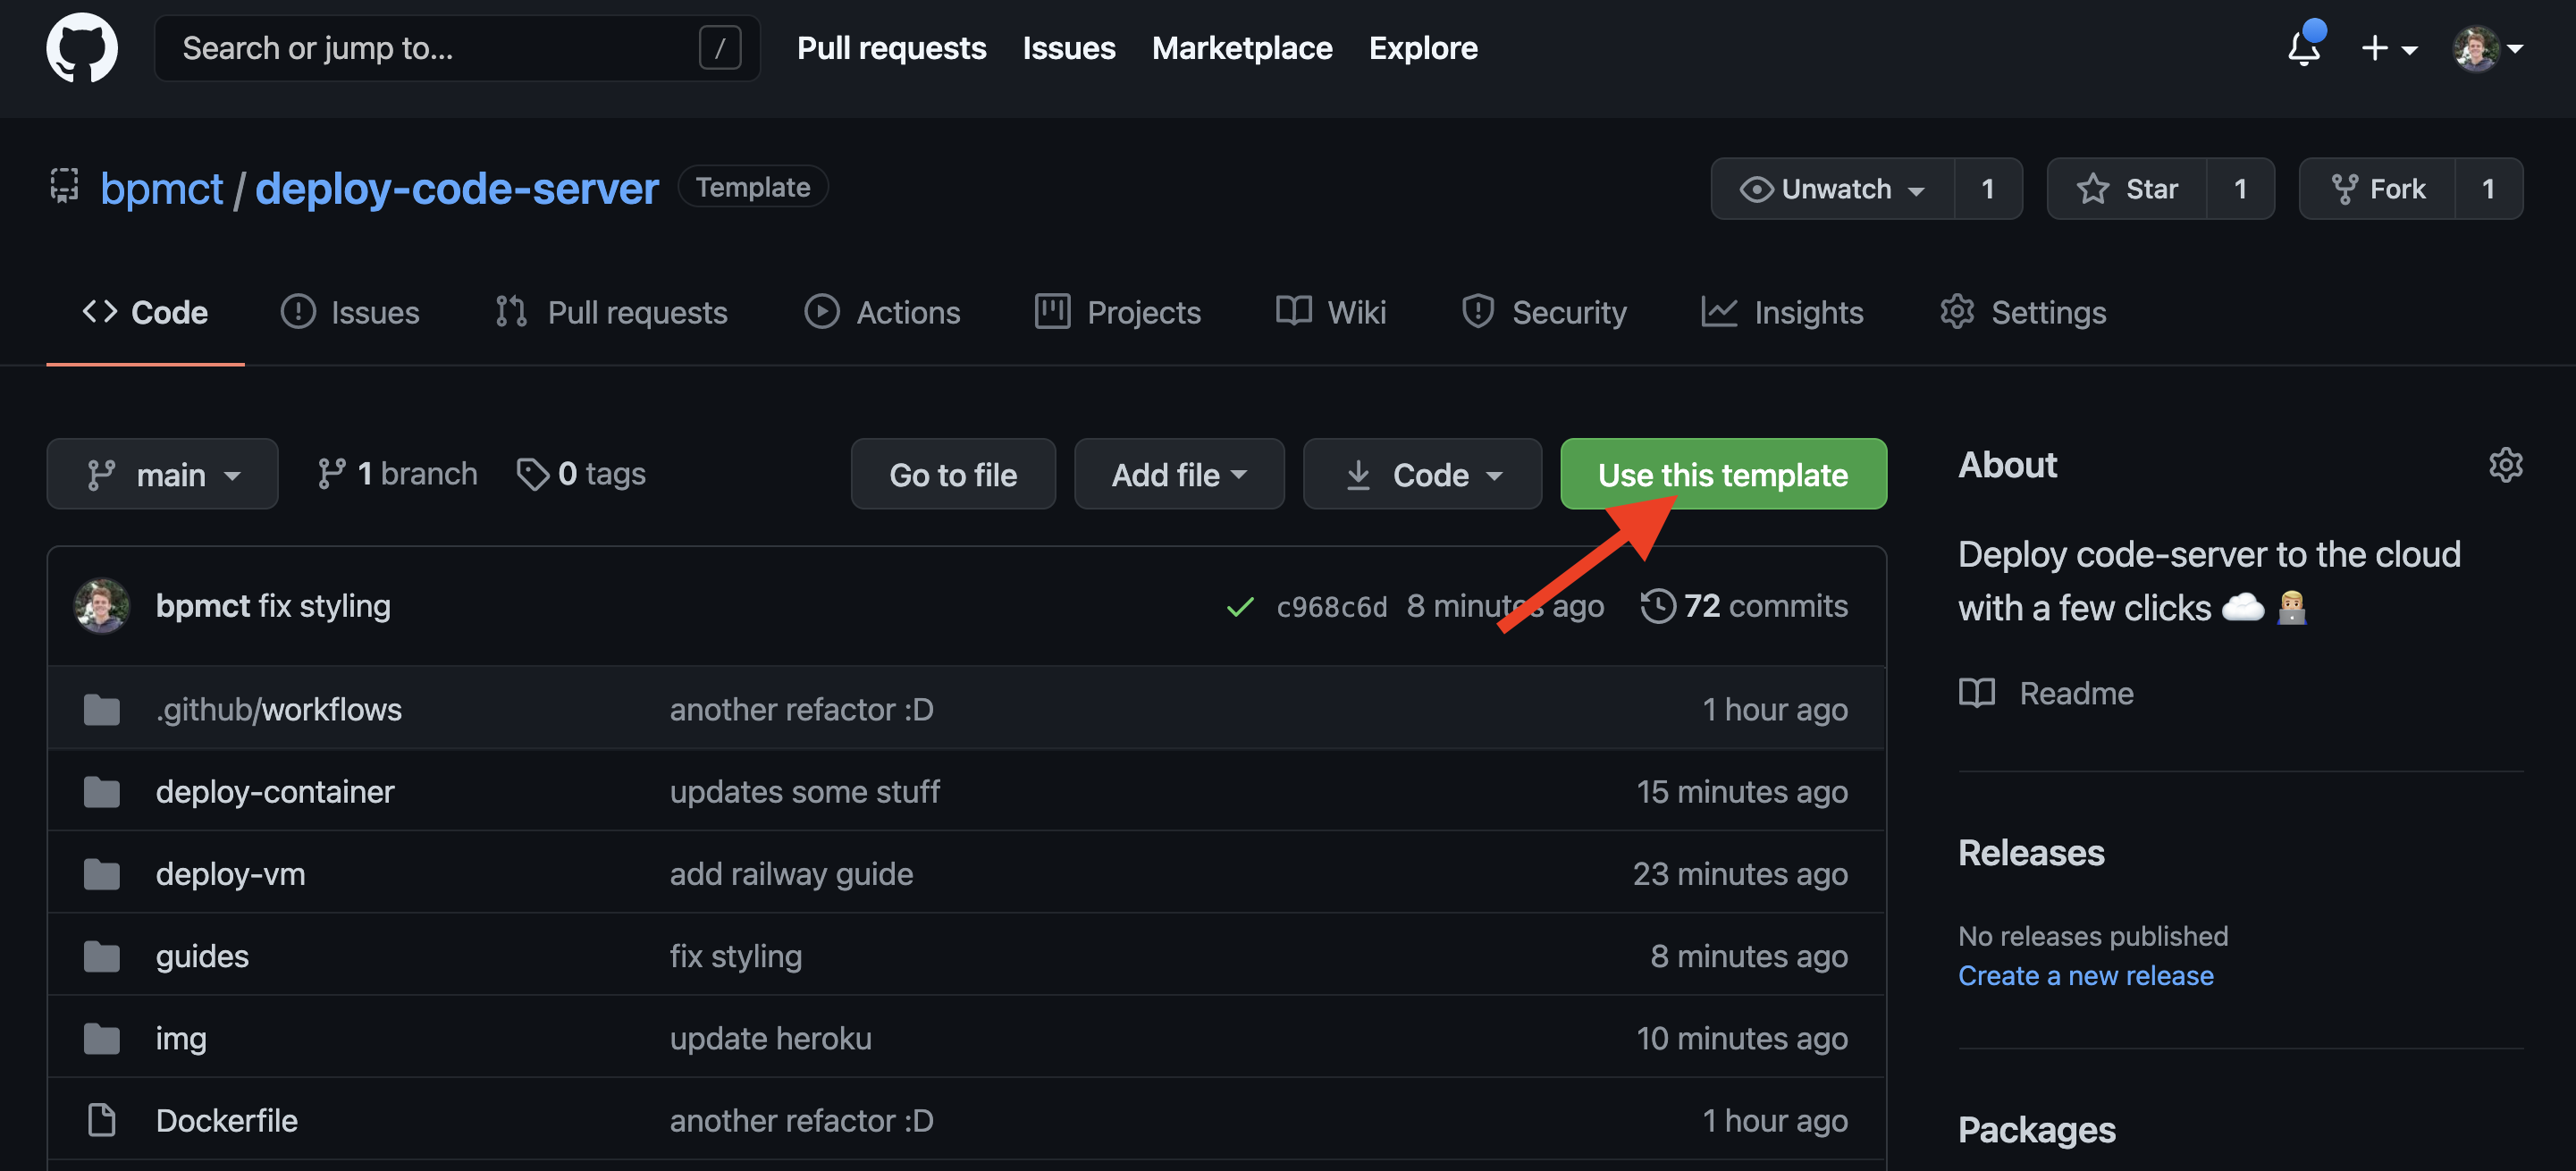 Search or jump to... / Pull requests Issues Marketplace Explore
bpmct / deploy-code-server Template Unwatch 1 Star 1 Fork 1
Code Issues Pull requests Actions Projects Wiki Security Insights Settings
main 1 branch 0 tags Go to file Add file Code Use this template
bpmct fix styling c968c6d 8 minutes ago 72 commits
.github/workflows another refactor :D 1 hour ago
deploy-container updates some stuff 15 minutes ago
deploy-vm add railway guide 23 minutes ago
guides fix styling 8 minutes ago
img update heroku 10 minutes ago
Dockerfile another refactor :D 1 hour ago
About
Deploy code-server to the cloud
with a few clicks ☁️ 👨🏼‍💻
Readme
Releases
No releases published
Create a new release
Packages